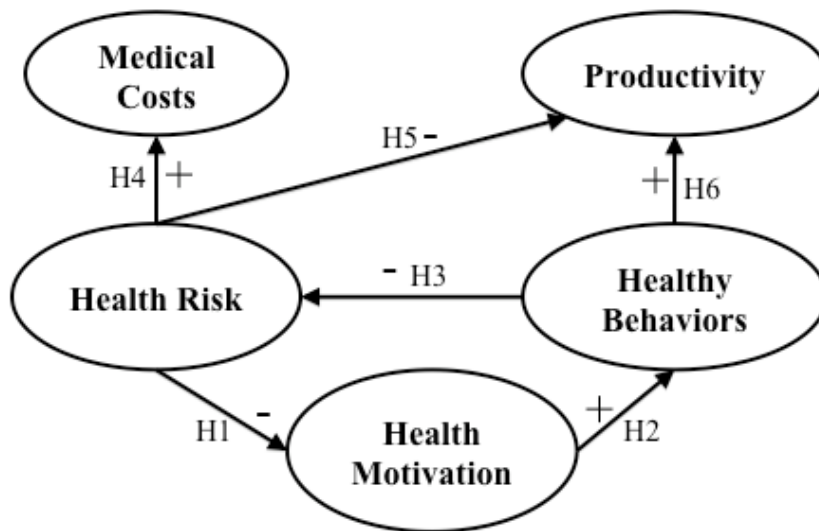 Medical
Costs
Productivity
H5 -
H4 +
+ H6
- H3
Health Risk
Healthy
Behaviors
H1 -
+ H2
Health
Motivation